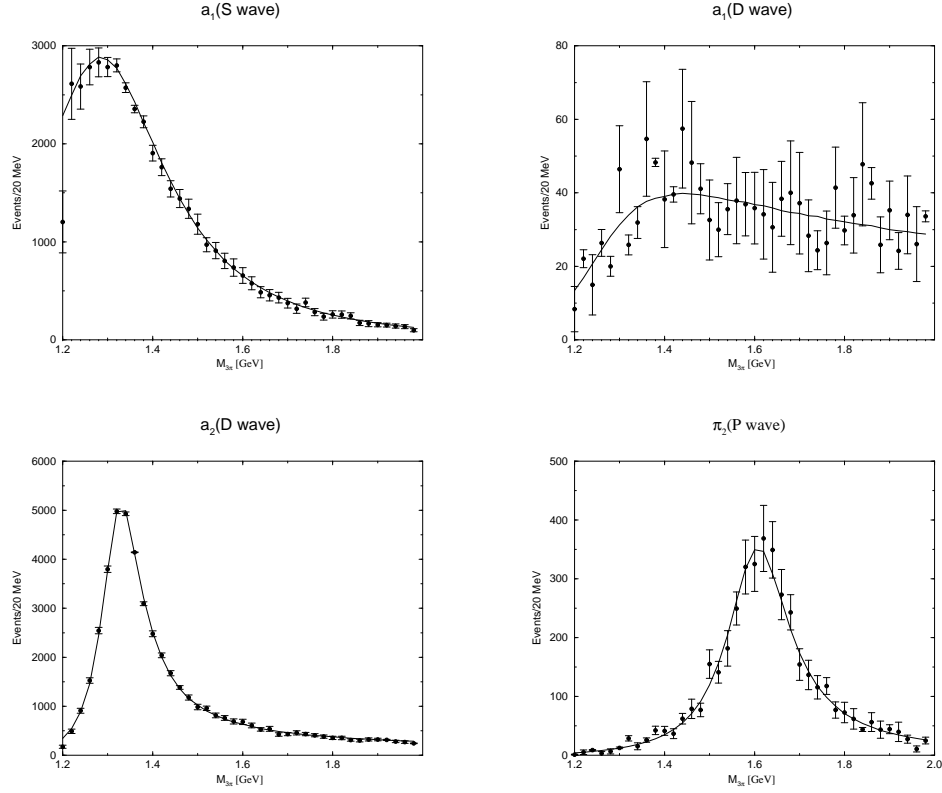 a₁(S wave)
3000
2000
1000
0
Events/20 MeV
1.2 1.4 1.6 1.8
M₃π [GeV]
a₁(D wave)
80
60
40
20
0
Events/20 MeV
1.2 1.4 1.6 1.8 2.0
M₃π [GeV]
a₂(D wave)
6000
5000
4000
3000
2000
1000
0
Events/20 MeV
1.2 1.4 1.6 1.8
M₃π [GeV]
π₂(P wave)
500
400
300
200
100
0
Events/20 MeV
1.2 1.4 1.6 1.8 2.0
M₃π [GeV]